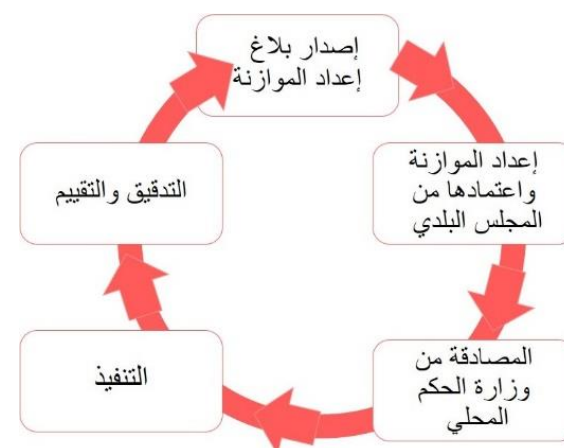 إصدار بلاغ
إعداد الموازنة
إعداد الموازنة
واعتمادها من
المجلس البلدي
المصادقة من
وزارة الحكم
المحلي
التنفيذ
التدقيق والتقييم